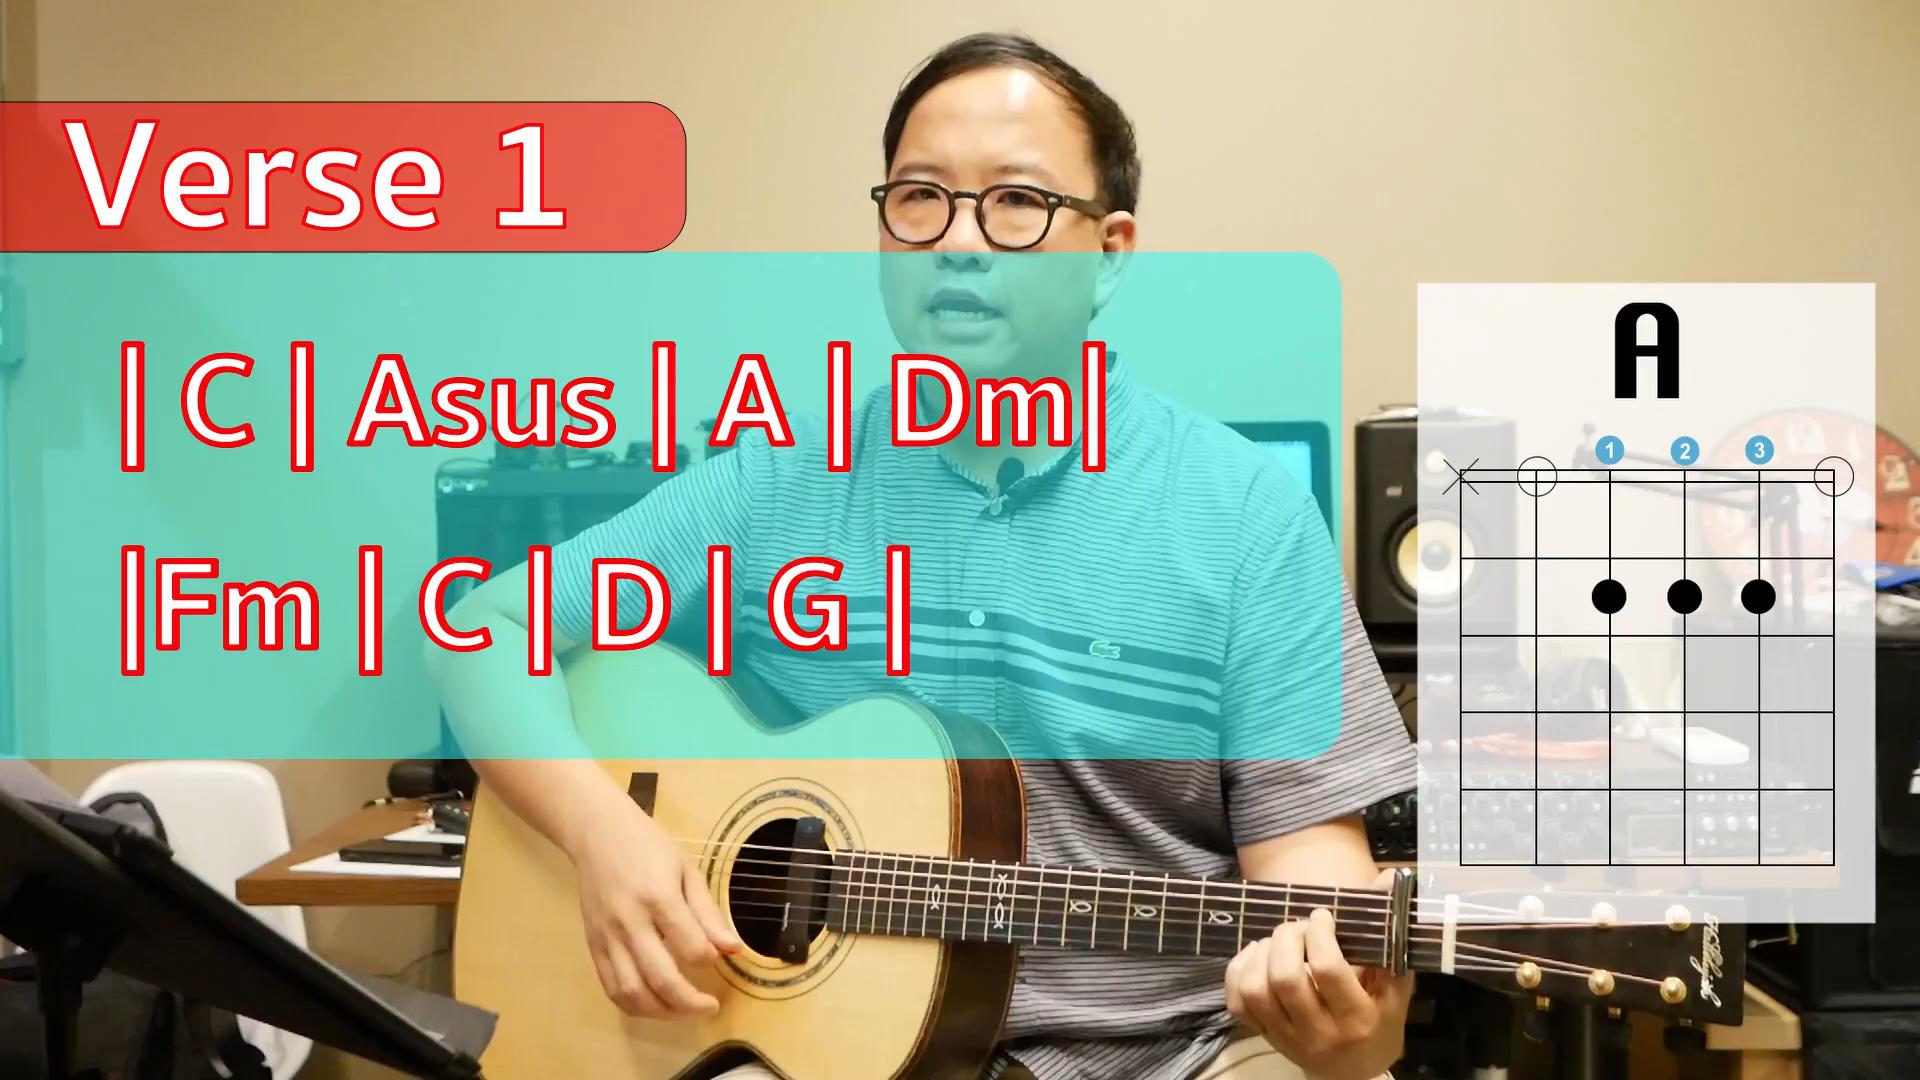 Verse 1
| C | Asus | A | Dm|
|Fm | C | D | G |
A
1 2 3